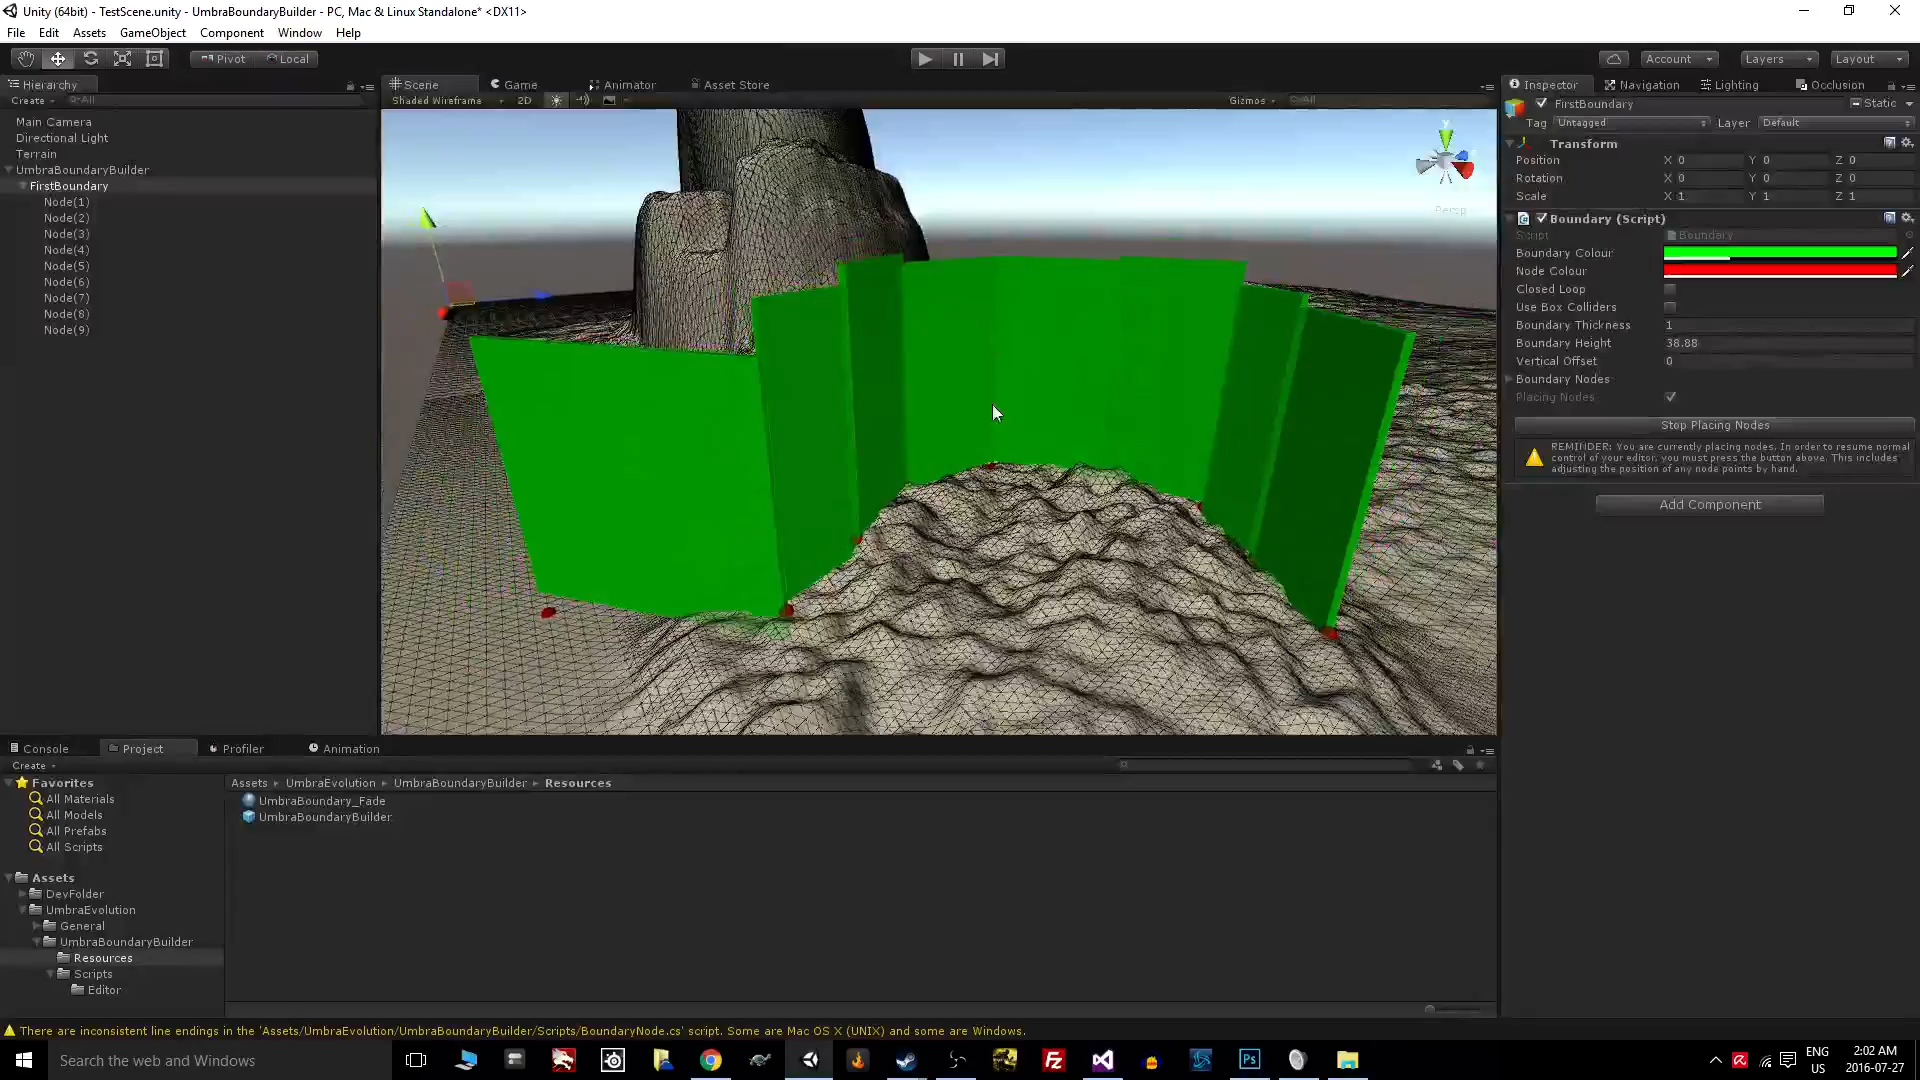 Unity (64bit) - TestScene.unity - UmbraBoundaryBuilder - PC, Mac & Linux Standalone* <DX11>
File Edit Assets GameObject Component Window Help
Pivot Local Account Layers Layout
Hierarchy
Create All
Main Camera
Directional Light
Terrain
UmbraBoundaryBuilder
FirstBoundary
Node(1)
Node(2)
Node(3)
Node(4)
Node(5)
Node(6)
Node(7)
Node(8)
Node(9)
Scene Game Animator Asset Store
Shaded Wireframe 2D Gizmos All
y
Persp
Inspector Navigation Lighting Occlusion
FirstBoundary Static
Tag Untagged Layer Default
Transform
Position X 0 Y 0 Z 0
Rotation X 0 Y 0 Z 0
Scale X 1 Y 1 Z 1
Boundary (Script)
Script Boundary
Boundary Colour
Node Colour
Closed Loop
Use Box Colliders
Boundary Thickness 1
Boundary Height 38.88
Vertical Offset 0
Boundary Nodes
Placing Nodes
Stop Placing Nodes
REMINDER: You are currently placing nodes. In order to resume normal
control of your editor, you must press the button above. This includes
adjusting the position of any node points by hand.
Add Component
Console Project Profiler Animation
Create
Favorites
All Materials
All Models
All Prefabs
All Scripts
Assets
DevFolder
UmbraEvolution
General
UmbraBoundaryBuilder
Resources
Scripts
Editor
Assets UmbraEvolution UmbraBoundaryBuilder Resources
UmbraBoundary_Fade
UmbraBoundaryBuilder
There are inconsistent line endings in the 'Assets/UmbraEvolution/UmbraBoundaryBuilder/Scripts/BoundaryNode.cs' script. Some are Mac OS X (UNIX) and some are Windows.
Search the web and Windows
Fz
Ps
ENG
US
2:02 AM
2016-07-27